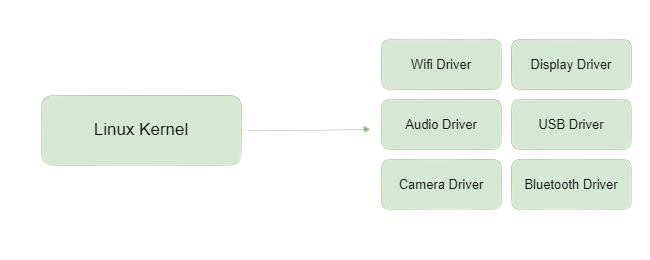 Linux Kernel
Wifi Driver
Display Driver
Audio Driver
USB Driver
Camera Driver
Bluetooth Driver